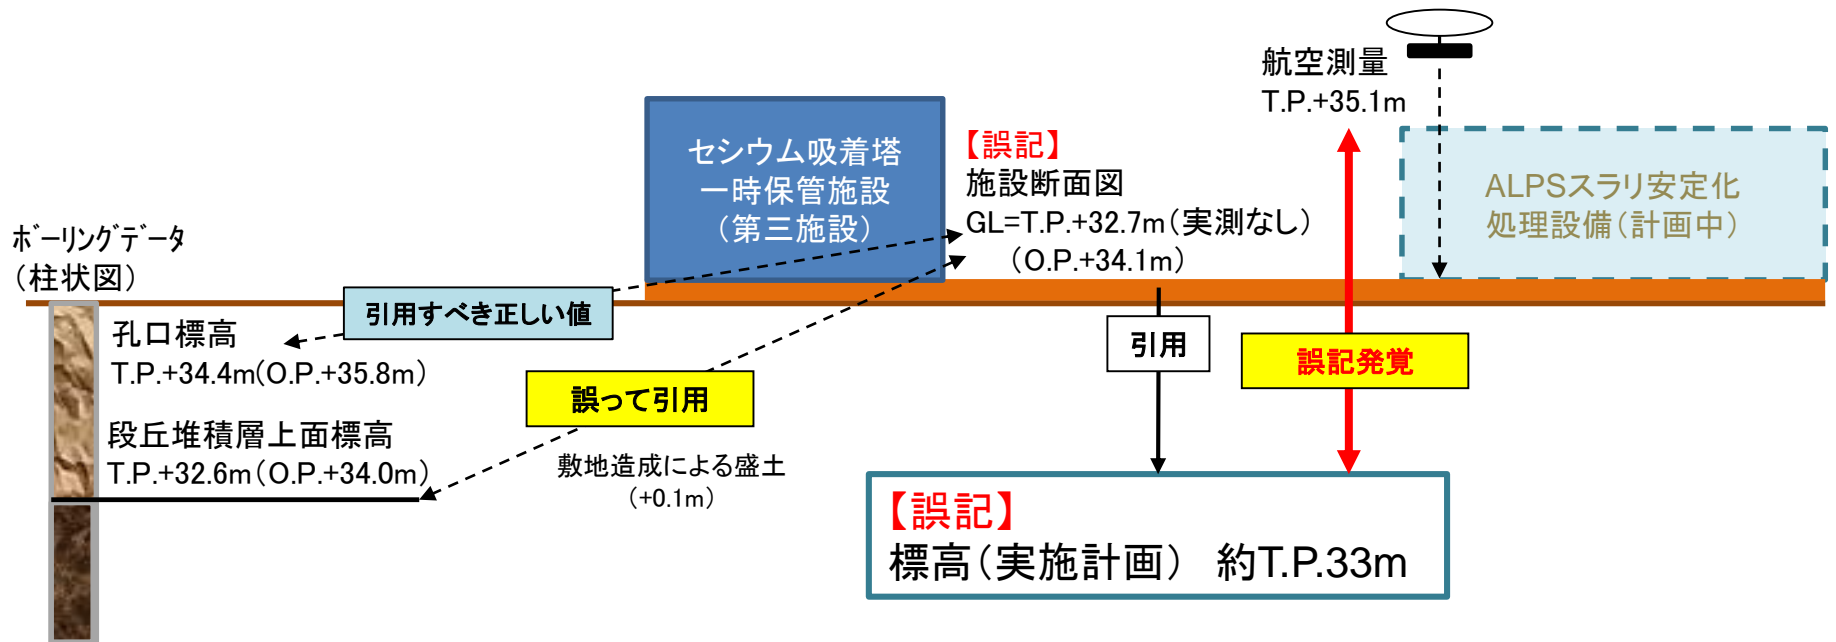 航空測量
T.P.+35.1m
セシウム吸着塔
一時保管施設
（第三施設）
【誤記】
施設断面図
GL=T.P.+32.7m（実測なし）
（O.P.+34.1m）
ALPSスラリ安定化
処理設備（計画中）
ﾎﾞｰﾘﾝｸﾞﾃﾞｰﾀ
（柱状図）
引用すべき正しい値
孔口標高
T.P.+34.4m(O.P.+35.8m）
引用
誤記発覚
誤って引用
段丘堆積層上面標高
T.P.+32.6m（O.P.+34.0m）
敷地造成による盛土
（+0.1m）
【誤記】
標高（実施計画）　約T.P.33m